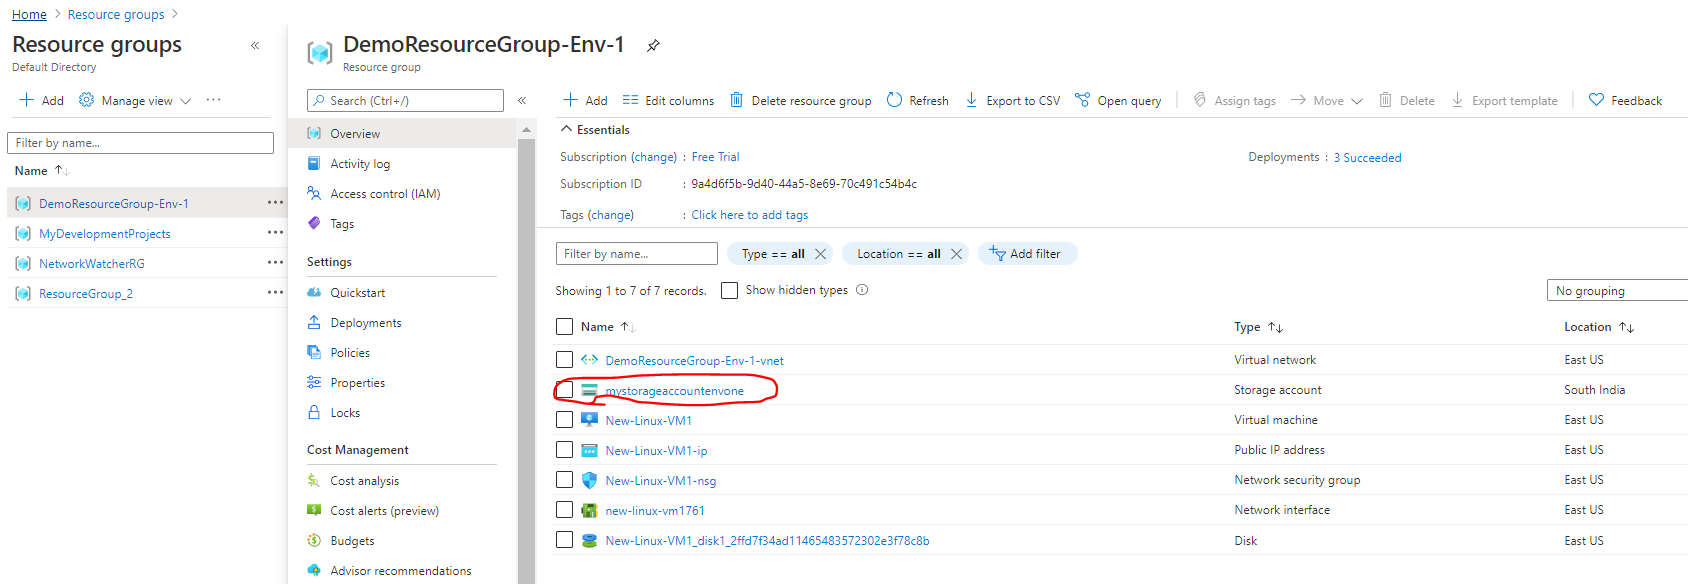 Home > Resource groups >
Resource groups «
Default Directory
+ Add Manage view ...
Filter by name...
Name ↑↓
DemoResourceGroup-Env-1 ...
MyDevelopmentProjects ...
NetworkWatcherRG ...
ResourceGroup_2 ...
DemoResourceGroup-Env-1
Resource group
Search (Ctrl+/) «
Overview
Activity log
Access control (IAM)
Tags
Settings
Quickstart
Deployments
Policies
Properties
Locks
Cost Management
Cost analysis
Cost alerts (preview)
Budgets
Advisor recommendations
+ Add Edit columns Delete resource group Refresh Export to CSV Open query Assign tags Move Delete Export template Feedback
Essentials
Subscription (change) : Free Trial Deployments : 3 Succeeded
Subscription ID : 9a4d6f5b-9d40-44a5-8e69-70c491c54b4c
Tags (change) : Click here to add tags
Filter by name... Type == all Location == all Add filter
Showing 1 to 7 of 7 records. Show hidden types No grouping
Name ↑↓ Type ↑↓ Location ↑↓
DemoResourceGroup-Env-1-vnet Virtual network East US
mystorageaccountenvone Storage account South India
New-Linux-VM1 Virtual machine East US
New-Linux-VM1-ip Public IP address East US
New-Linux-VM1-nsg Network security group East US
new-linux-vm1761 Network interface East US
New-Linux-VM1_disk1_2ffd7f34ad11465483572302e3f78c8b Disk East US